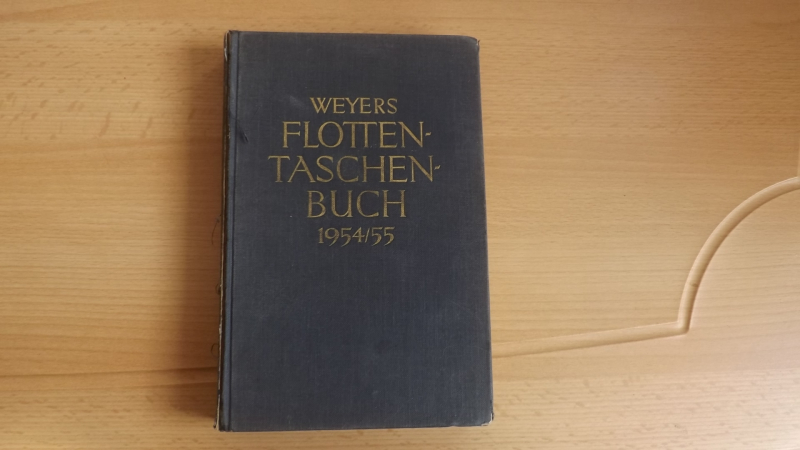 WEYERS
FLOTTEN-
TASCHEN-
BUCH
1954/55